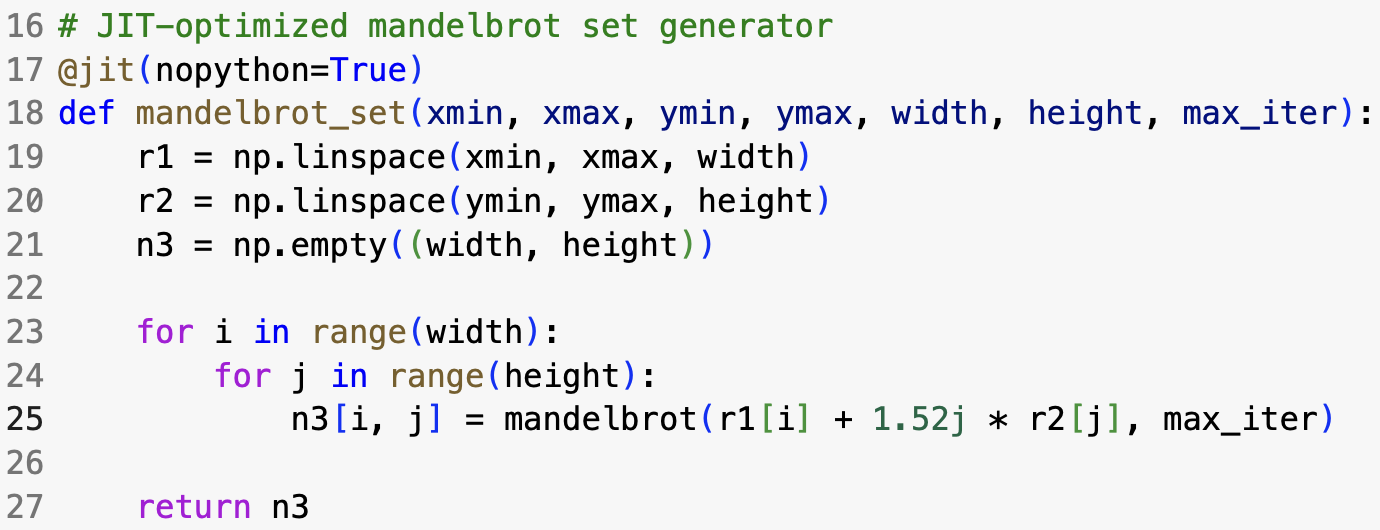 16 # JIT-optimized mandelbrot set generator
17 @jit(nopython=True)
18 def mandelbrot_set(xmin, xmax, ymin, ymax, width, height, max_iter):
19     r1 = np.linspace(xmin, xmax, width)
20     r2 = np.linspace(ymin, ymax, height)
21     n3 = np.empty((width, height))
22
23     for i in range(width):
24         for j in range(height):
25             n3[i, j] = mandelbrot(r1[i] + 1.52j * r2[j], max_iter)
26
27     return n3